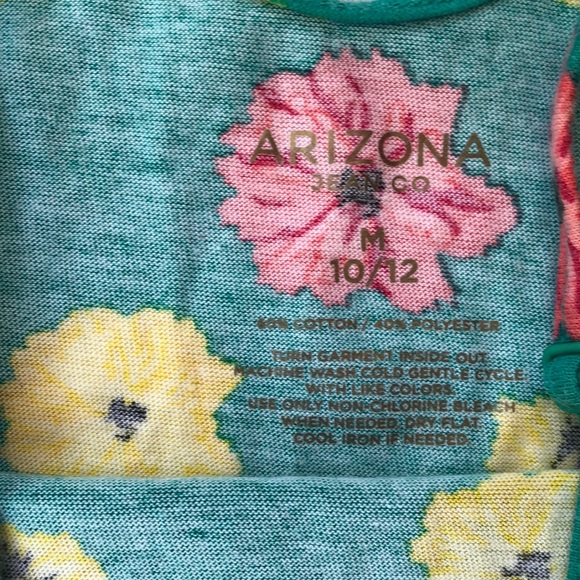 ARIZONA
JEAN CO
M
10/12
60% COTTON / 40% POLYESTER
TURN GARMENT INSIDE OUT.
MACHINE WASH COLD GENTLE CYCLE
WITH LIKE COLORS.
USE ONLY NON-CHLORINE BLEACH
WHEN NEEDED. DRY FLAT.
COOL IRON IF NEEDED.